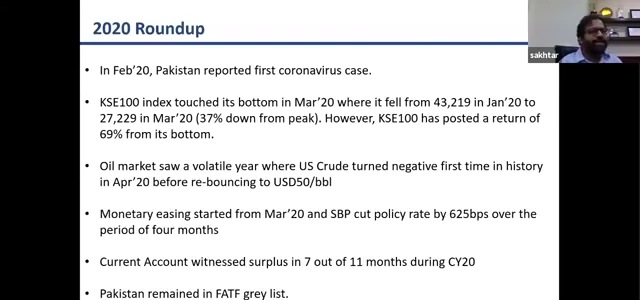 2020 Roundup
sakhtar
• In Feb’20, Pakistan reported first coronavirus case.
• KSE100 index touched its bottom in Mar’20 where it fell from 43,219 in Jan’20 to
27,229 in Mar’20 (37% down from peak). However, KSE100 has posted a return of
69% from its bottom.
• Oil market saw a volatile year where US Crude turned negative first time in history
in Apr’20 before re-bouncing to USD50/bbl
• Monetary easing started from Mar’20 and SBP cut policy rate by 625bps over the
period of four months
• Current Account witnessed surplus in 7 out of 11 months during CY20
• Pakistan remained in FATF grey list.